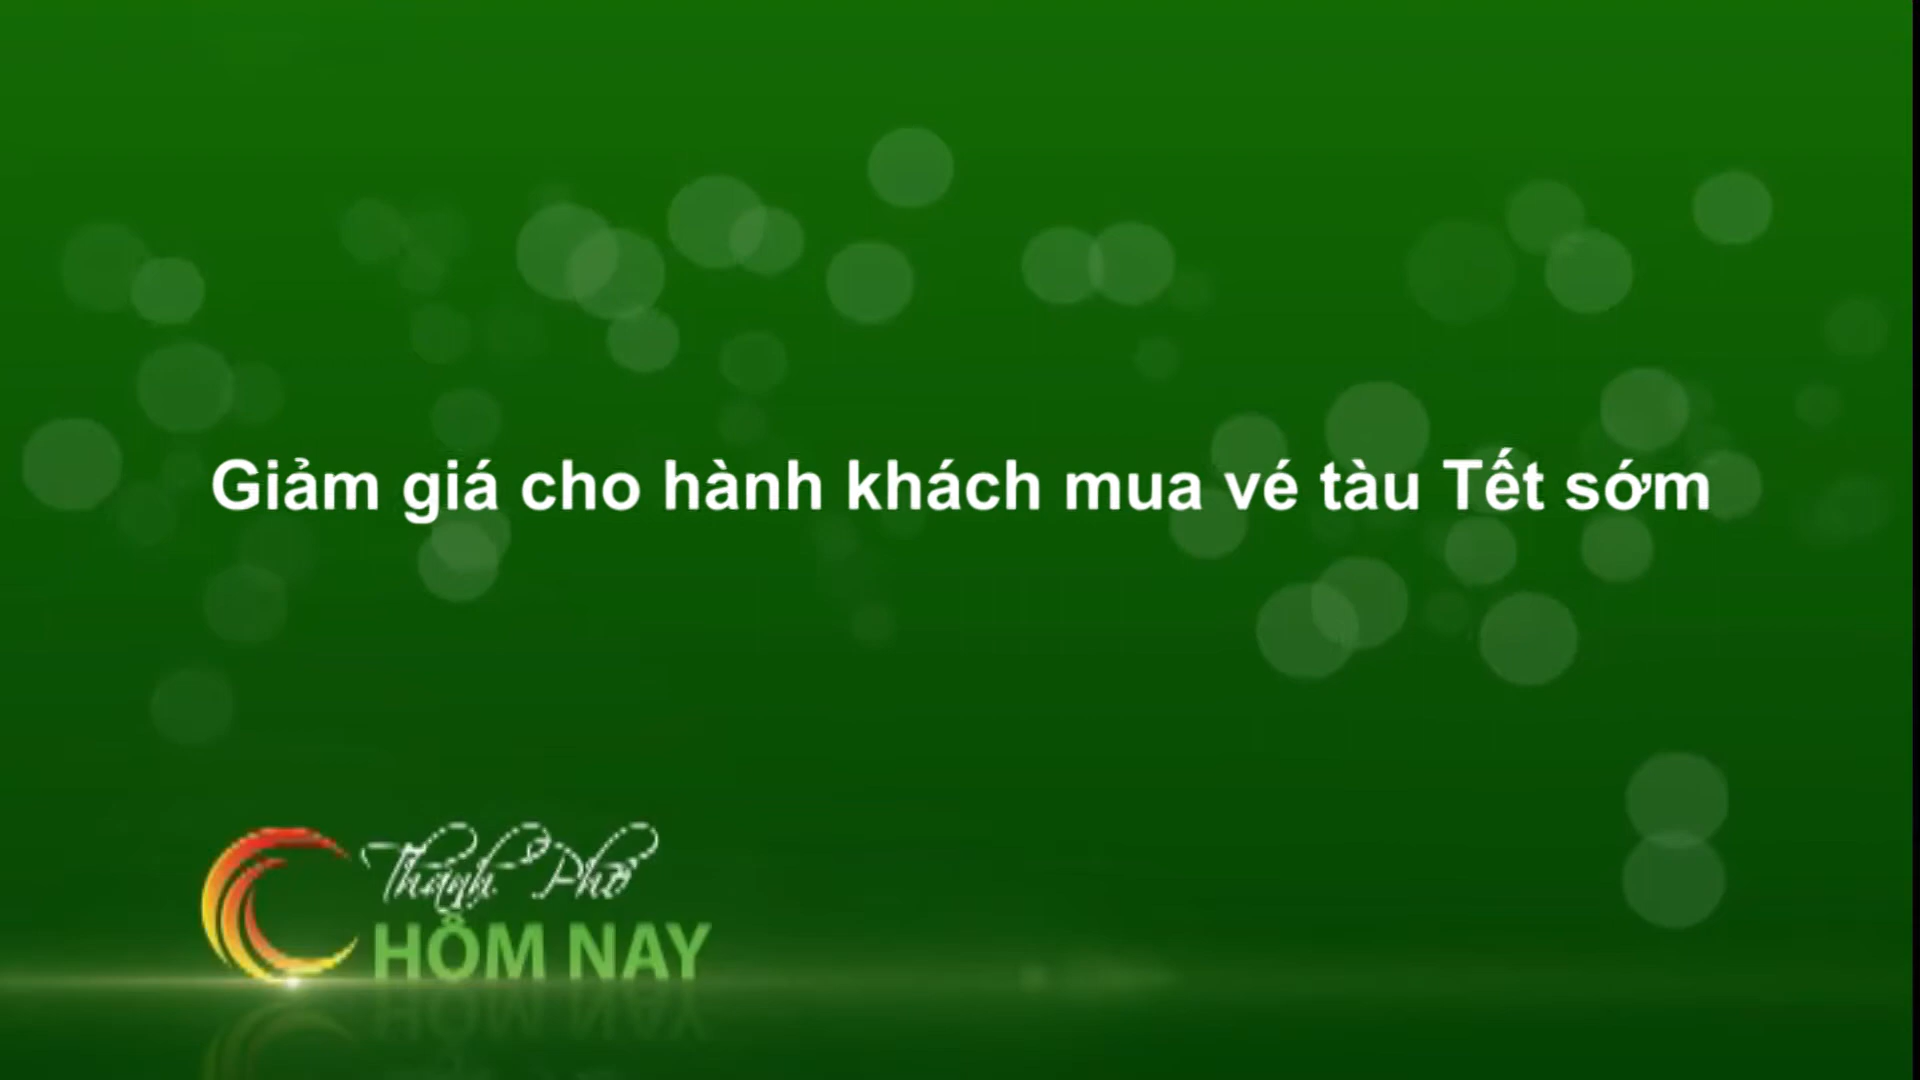 Giảm giá cho hành khách mua vé tàu Tết sớm
Thành Phố
HÔM NAY